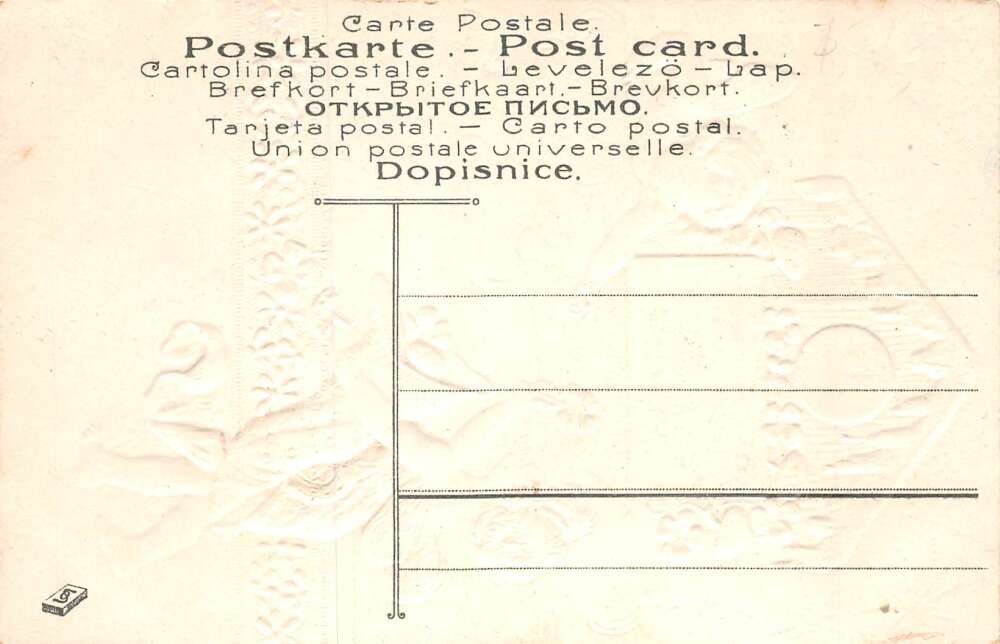 Carte Postale.
Postkarte.- Post card.
Cartolina postale. – Levelezö – Lap.
Brefkort – Briefkaart.- Brevkort.
ОТКРЫТОЕ ПИСЬМО.
Tarjeta postal. — Carto postal.
Union postale universelle.
Dopisnice.